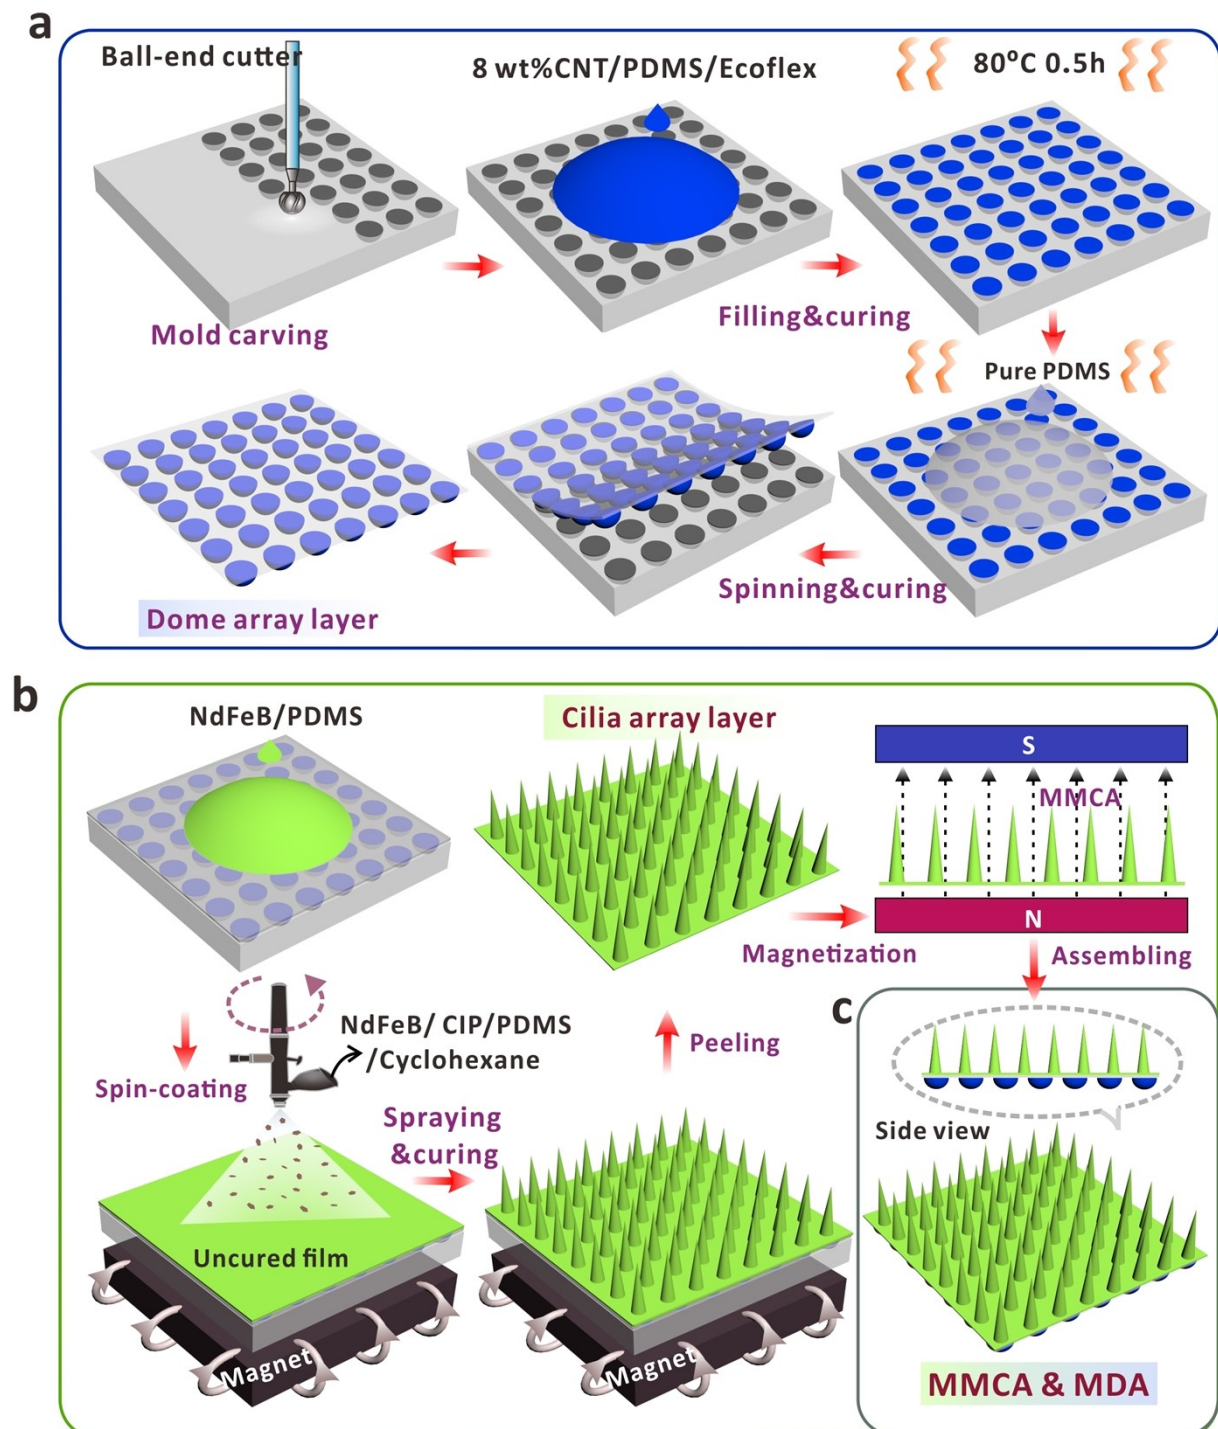 a
Ball-end cutter
8 wt%CNT/PDMS/Ecoflex
80°C 0.5h
Mold carving
Filling&curing
Pure PDMS
Spinning&curing
Dome array layer
b
NdFeB/PDMS
Cilia array layer
S
MMCA
N
Magnetization
Assembling
Spin-coating
NdFeB/ CIP/PDMS
/Cyclohexane
Peeling
Spraying
&curing
Uncured film
Magnet
Magnet
c
Side view
MMCA & MDA